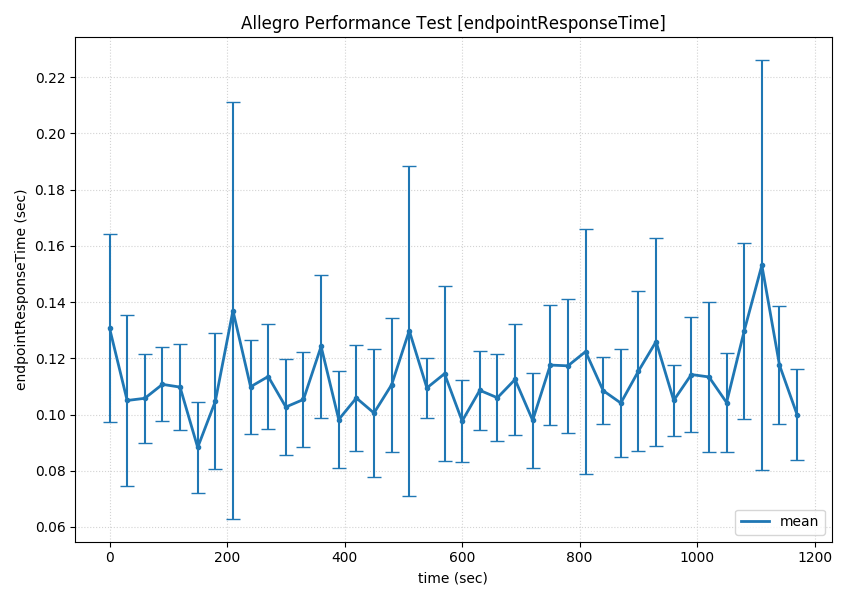 Allegro Performance Test [endpointResponseTime]
endpointResponseTime (sec)
0.22
0.20
0.18
0.16
0.14
0.12
0.10
0.08
0.06
mean
0 200 400 600 800 1000 1200
time (sec)